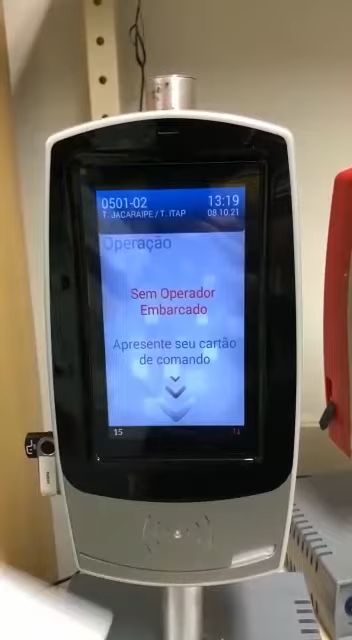 0501-02 13:19
T. JACARAIPE / T. ITAP 08.10.21
Operação
Sem Operador
Embarcado
Apresente seu cartão
de comando
15